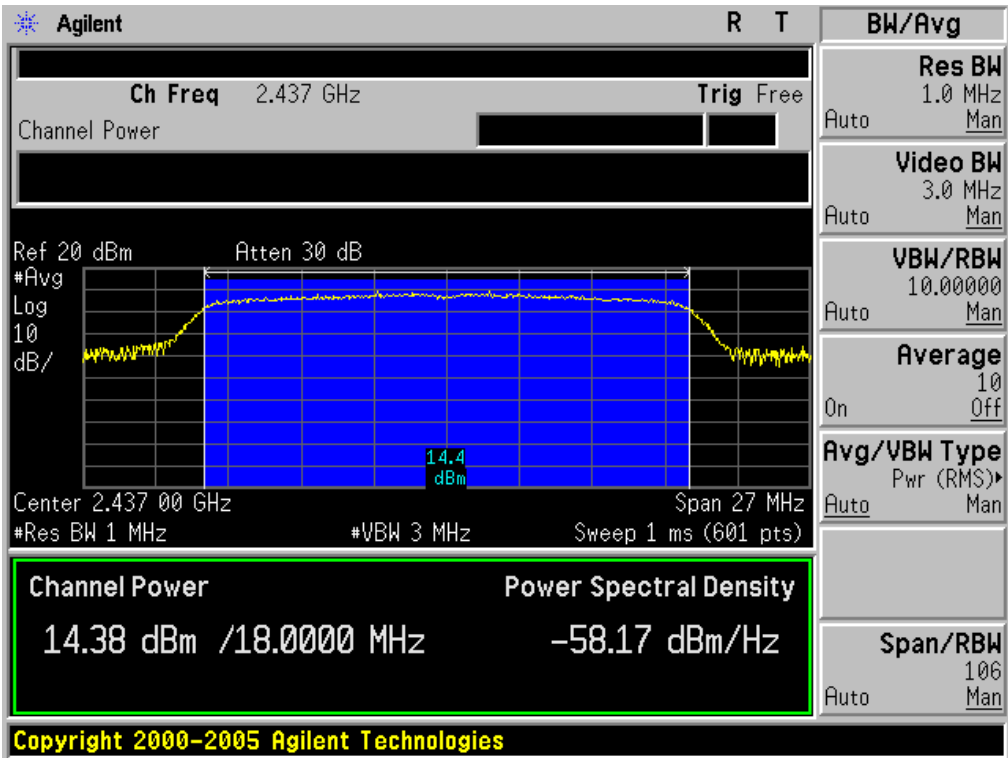 Agilent R T
Ch Freq 2.437 GHz Trig Free
Channel Power
Ref 20 dBm Atten 30 dB
#Avg
Log
10
dB/
14.4
dBm
Center 2.437 00 GHz Span 27 MHz
#Res BW 1 MHz #VBW 3 MHz Sweep 1 ms (601 pts)
Channel Power Power Spectral Density
14.38 dBm /18.0000 MHz -58.17 dBm/Hz
Copyright 2000-2005 Agilent Technologies
BW/Avg
Res BW
1.0 MHz
Auto Man
Video BW
3.0 MHz
Auto Man
VBW/RBW
10.00000
Auto Man
Average
10
On Off
Avg/VBW Type
Pwr (RMS)▸
Auto Man
Span/RBW
106
Auto Man